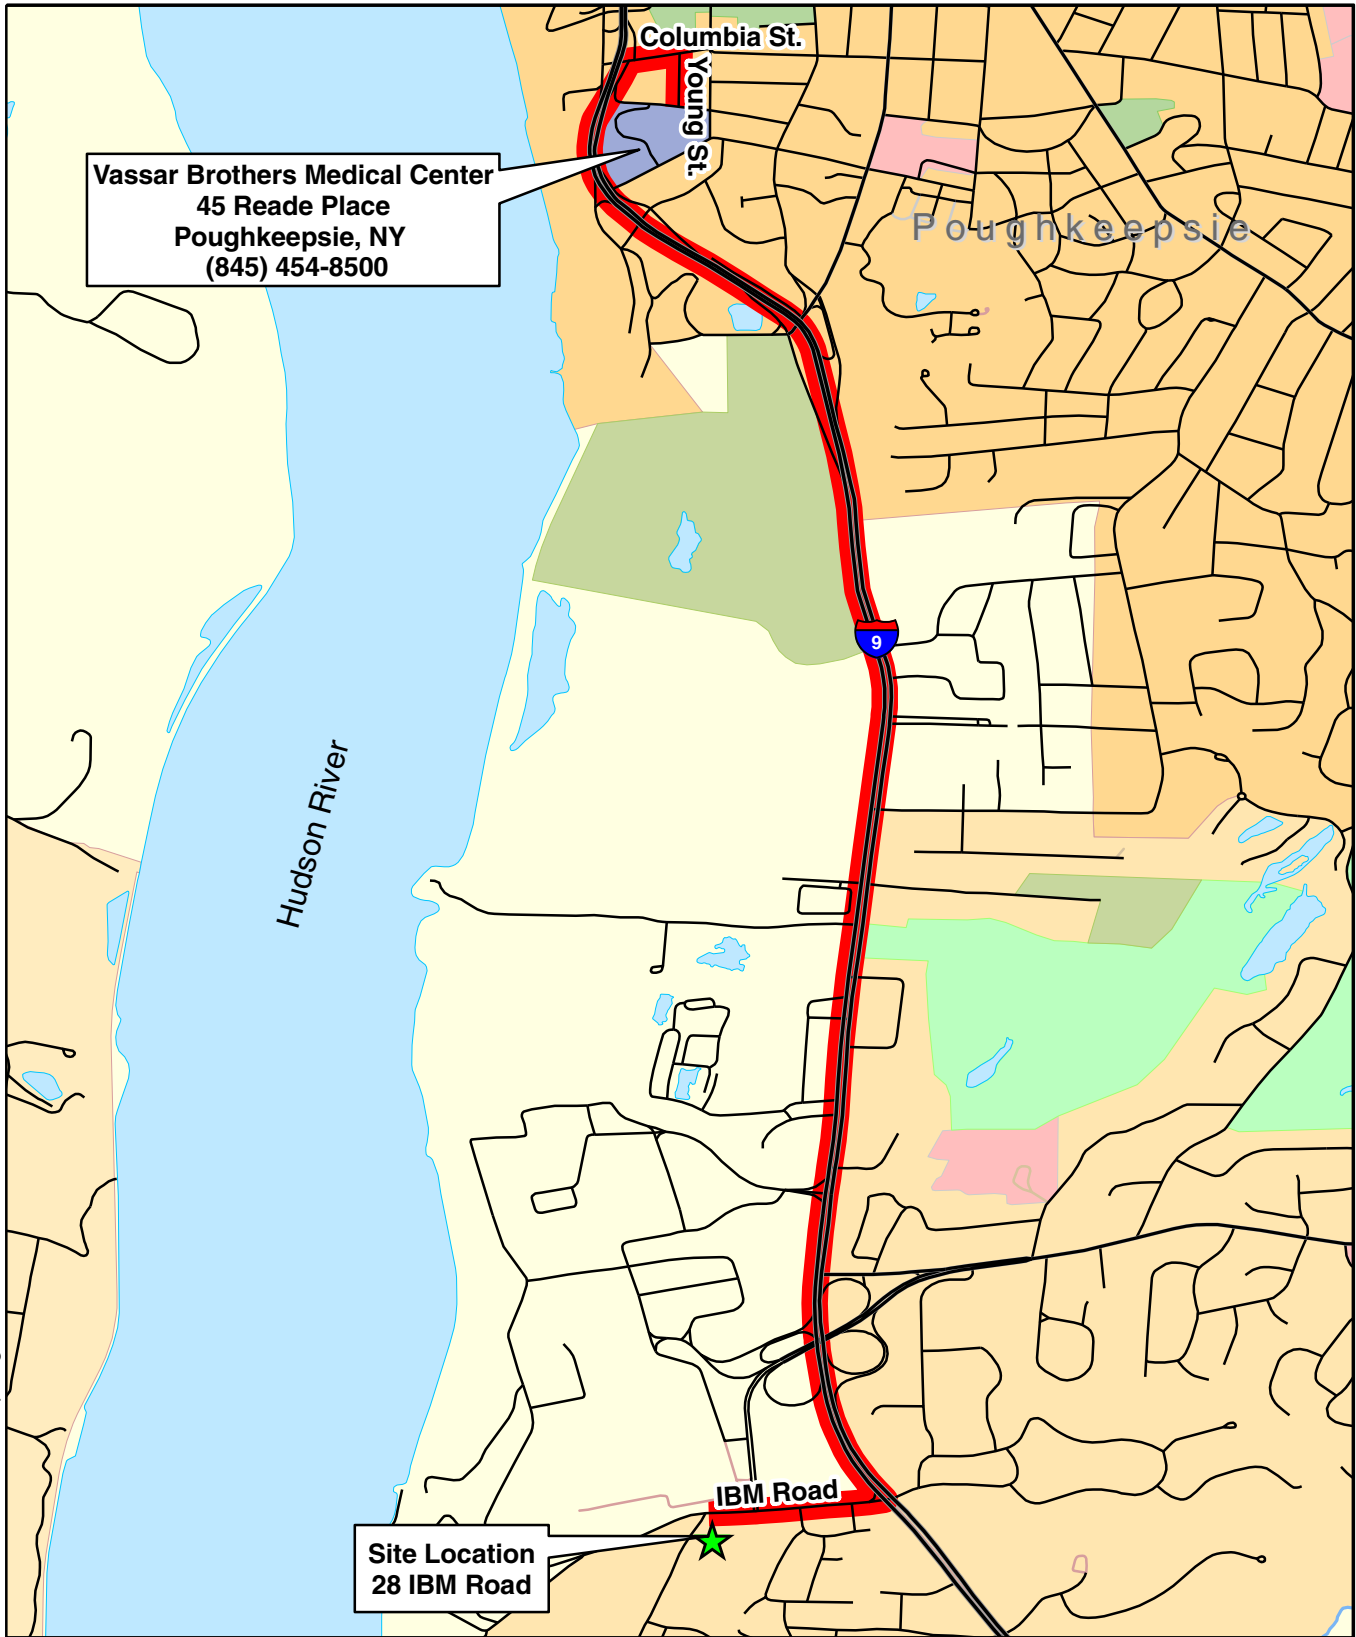 Columbia St.
Young St.
Vassar Brothers Medical Center
45 Reade Place
Poughkeepsie, NY
(845) 454-8500
Poughkeepsie
9
Hudson River
IBM Road
Site Location
28 IBM Road